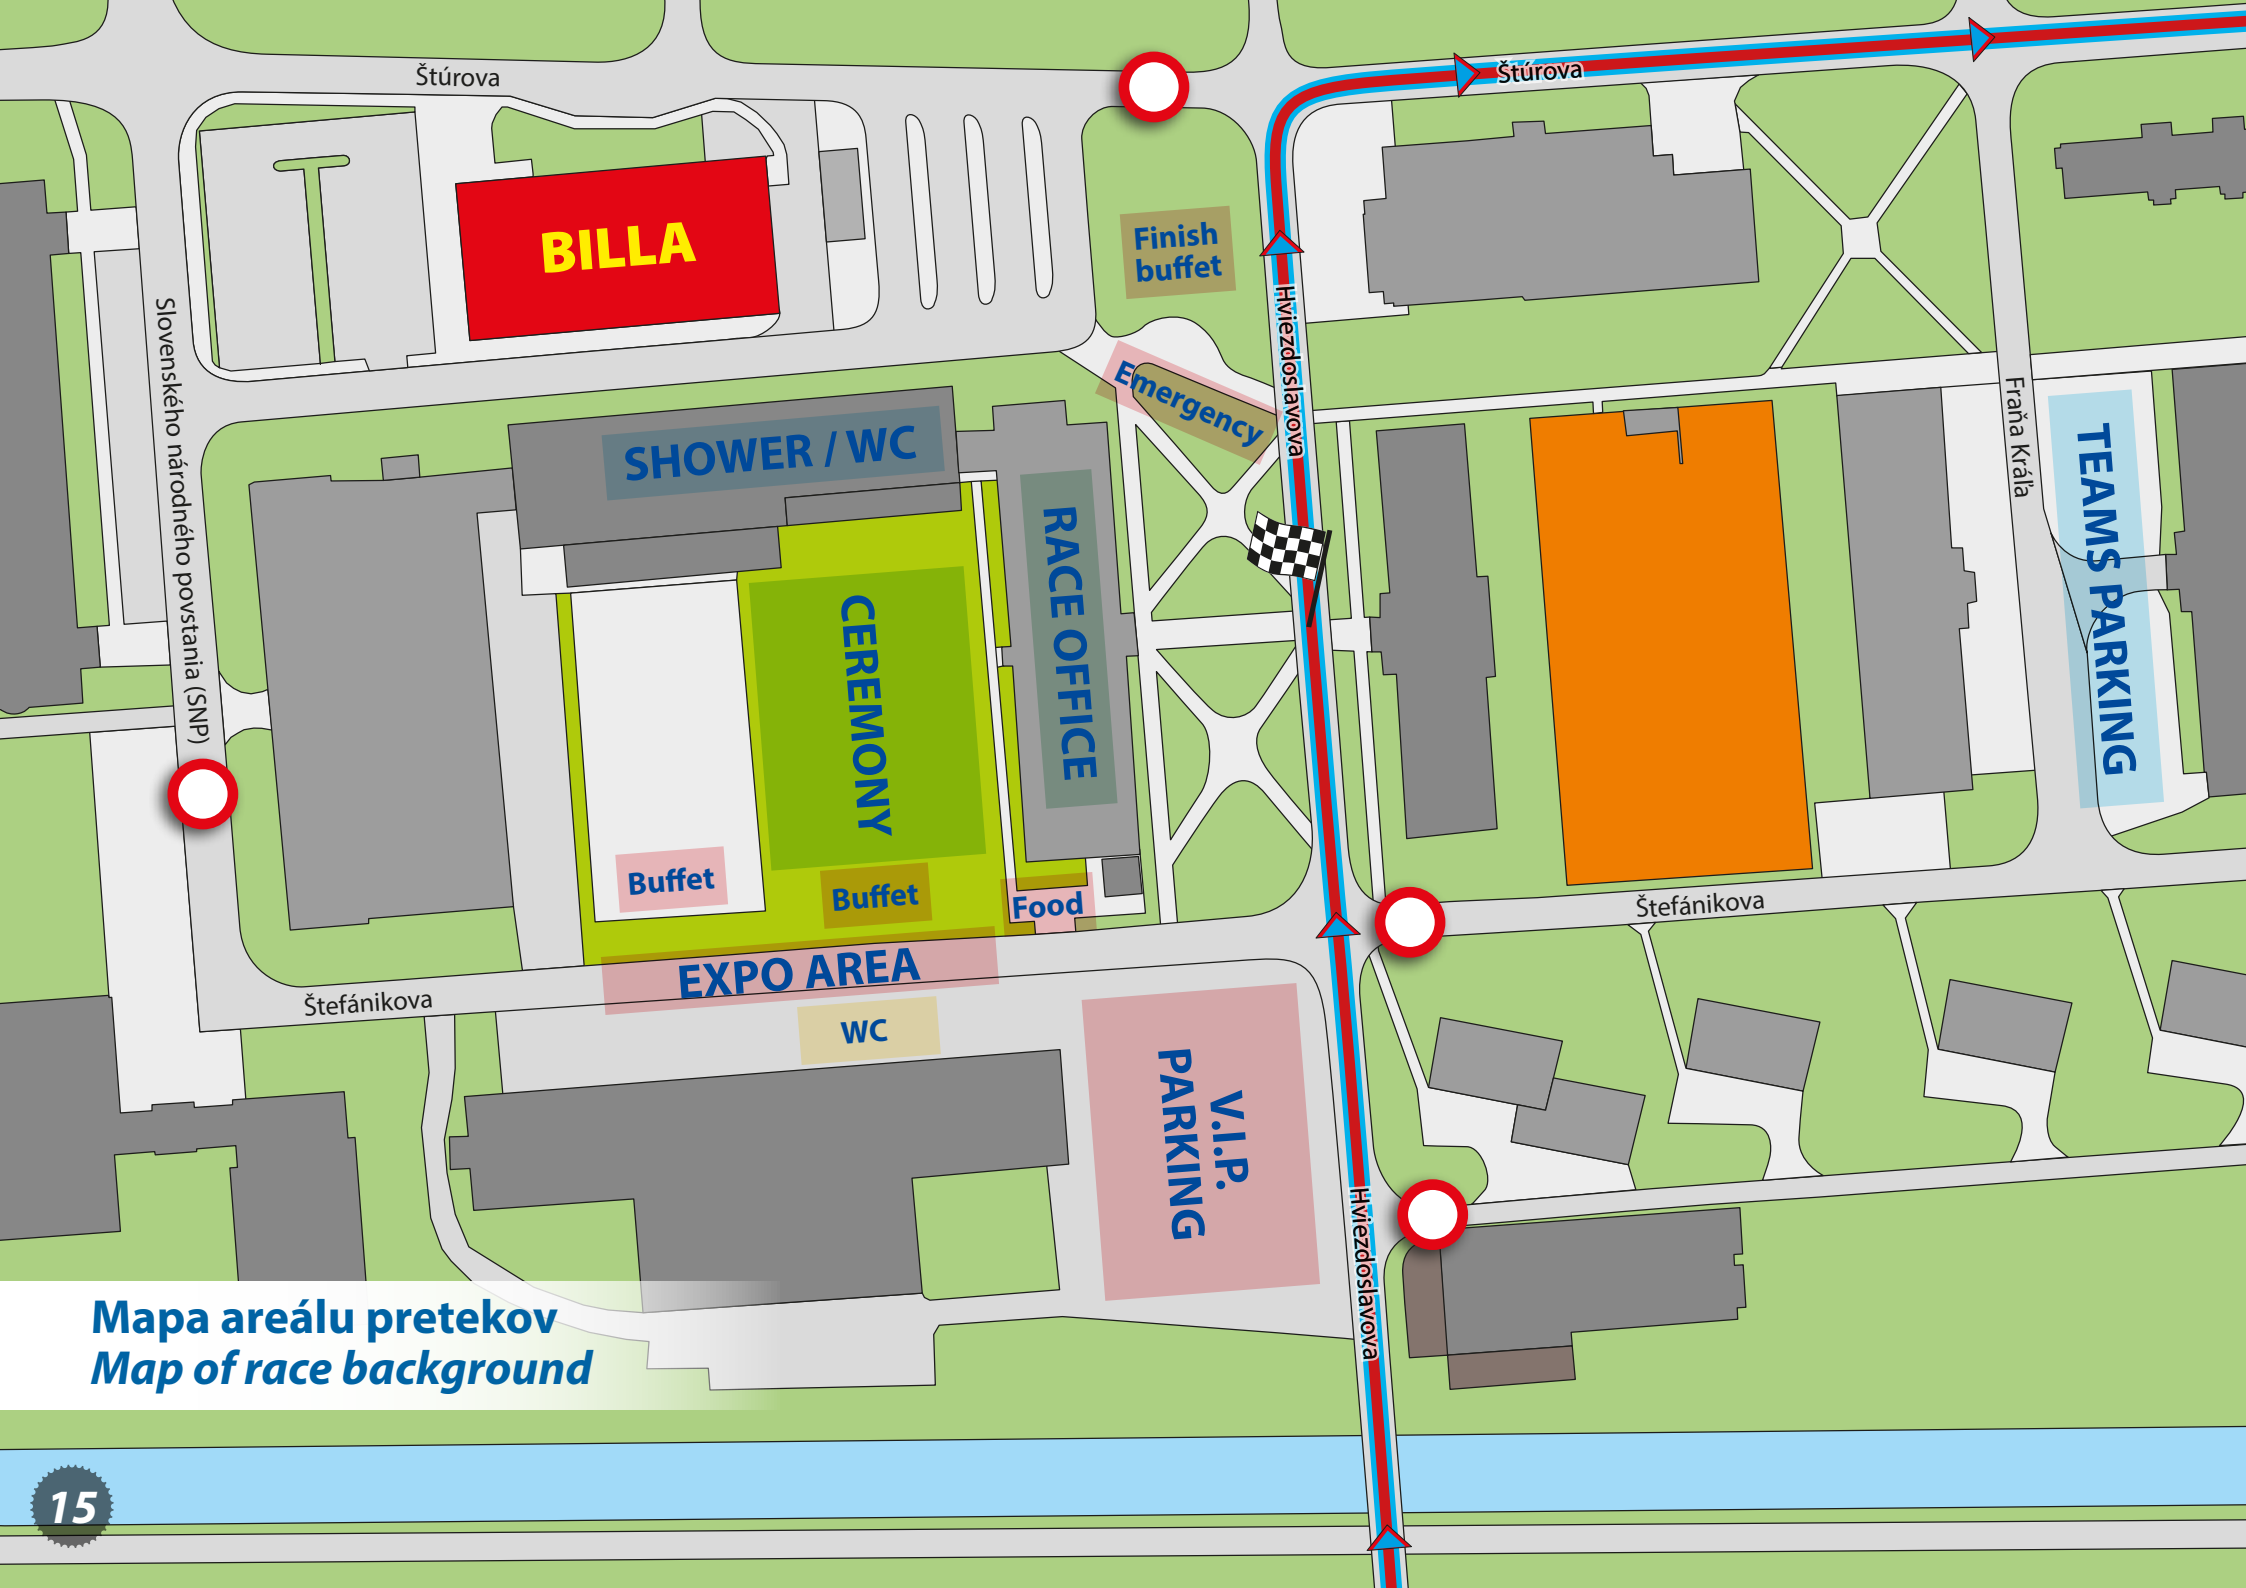 Štúrova
Štúrova
BILLA
Finish
buffet
Slovenského národného povstania (SNP)
Hviezdoslavova
Emergency
Fraňa Kráľa
SHOWER / WC
TEAMS PARKING
RACE OFFICE
CEREMONY
Buffet
Buffet
Food
Štefánikova
EXPO AREA
Štefánikova
WC
V.I.P.
PARKING
Hviezdoslavova
Mapa areálu pretekov
Map of race background
15